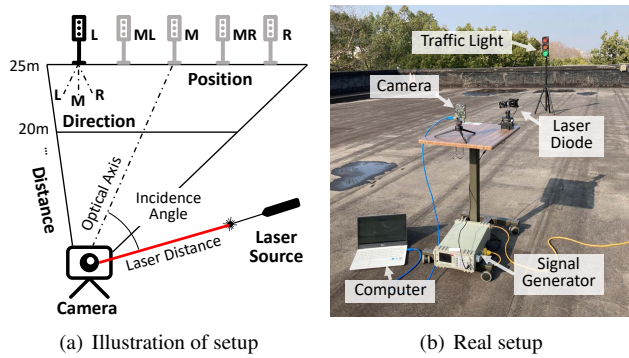 L
ML
M
MR
R
25m
Position
L
M
R
Direction
20m
...
Distance
Optical Axis
Incidence
Angle
Laser Distance
Laser
Source
Camera
(a) Illustration of setup
Traffic Light
Camera
Laser
Diode
Computer
Signal
Generator
(b) Real setup